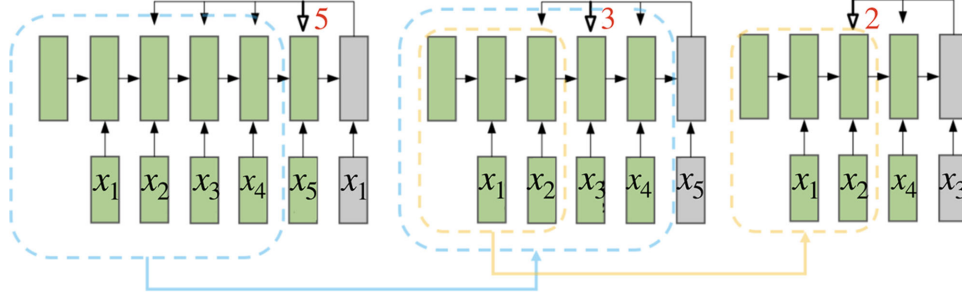 5 3 2
x₁ x₂ x₃ x₄ x₅ x₁ x₁ x₂ x₃ x₄ x₅ x₁ x₂ x₄ x₃